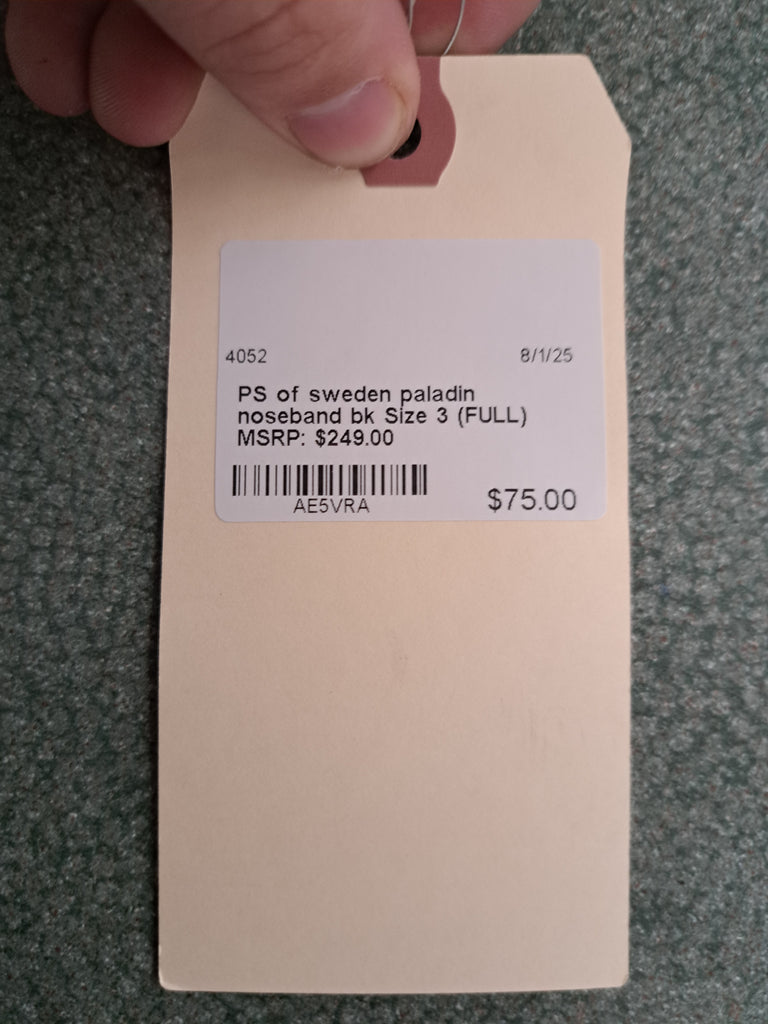 4052 8/1/25
PS of sweden paladin
noseband bk Size 3 (FULL)
MSRP: $249.00
AE5VRA
$75.00